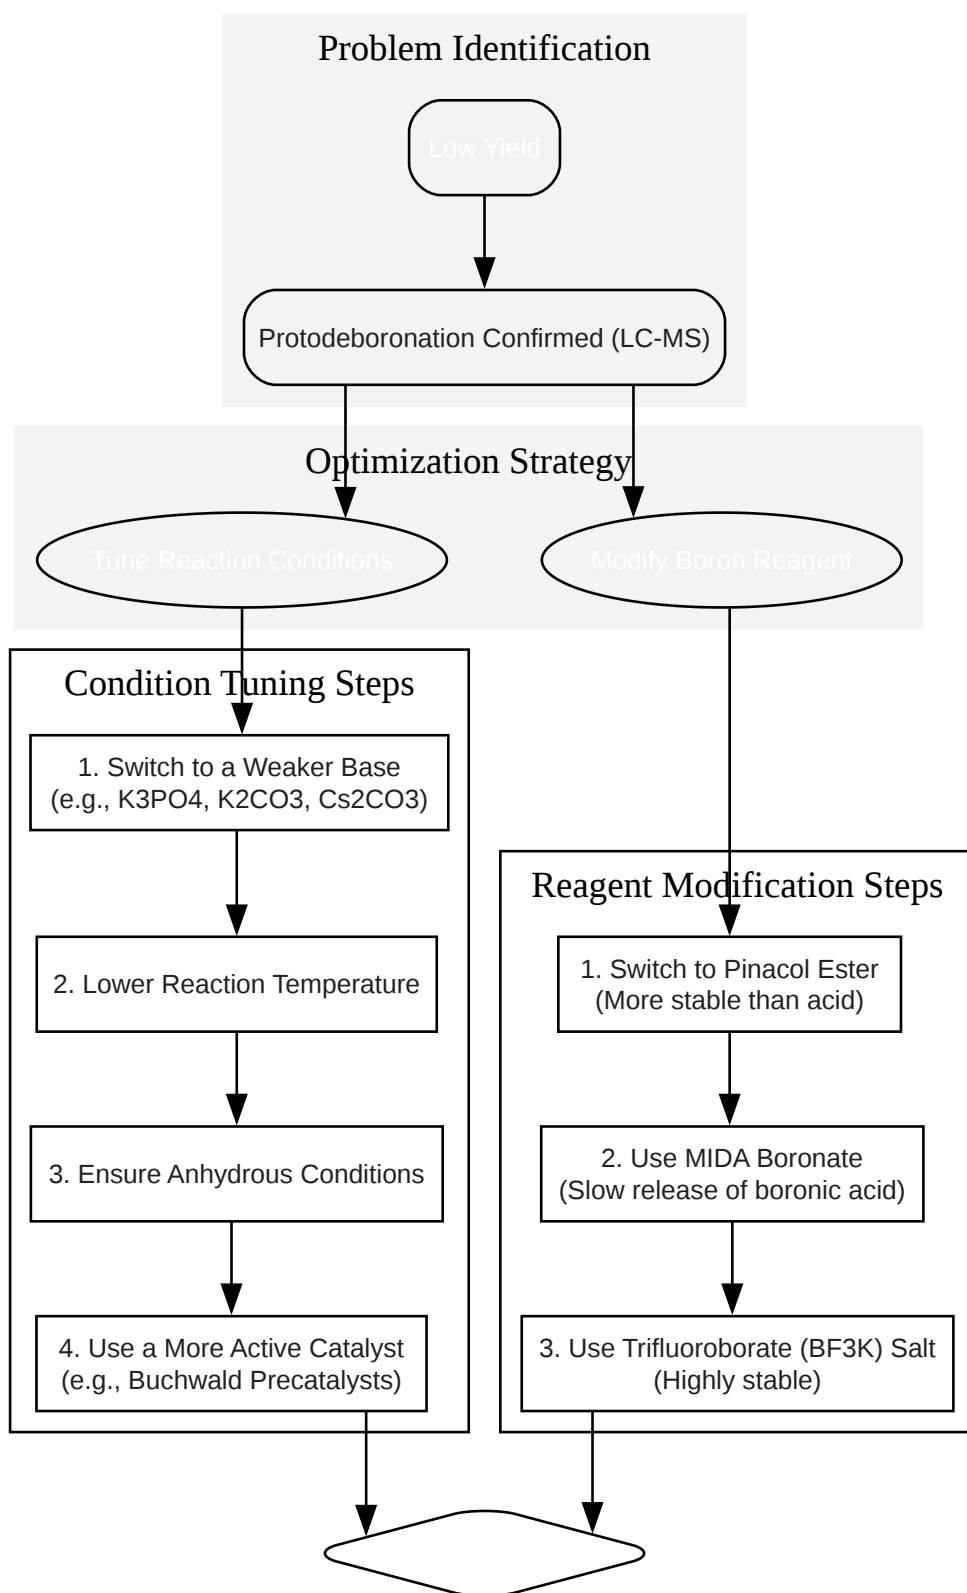 Problem Identification
Low Yield
Protodeboronation Confirmed (LC-MS)
Optimization Strategy
Tune Reaction Conditions
Modify Boron Reagent
Condition Tuning Steps
1. Switch to a Weaker Base
(e.g., K3PO4, K2CO3, Cs2CO3)
2. Lower Reaction Temperature
3. Ensure Anhydrous Conditions
4. Use a More Active Catalyst
(e.g., Buchwald Precatalysts)
Reagent Modification Steps
1. Switch to Pinacol Ester
(More stable than acid)
2. Use MIDA Boronate
(Slow release of boronic acid)
3. Use Trifluoroborate (BF3K) Salt
(Highly stable)